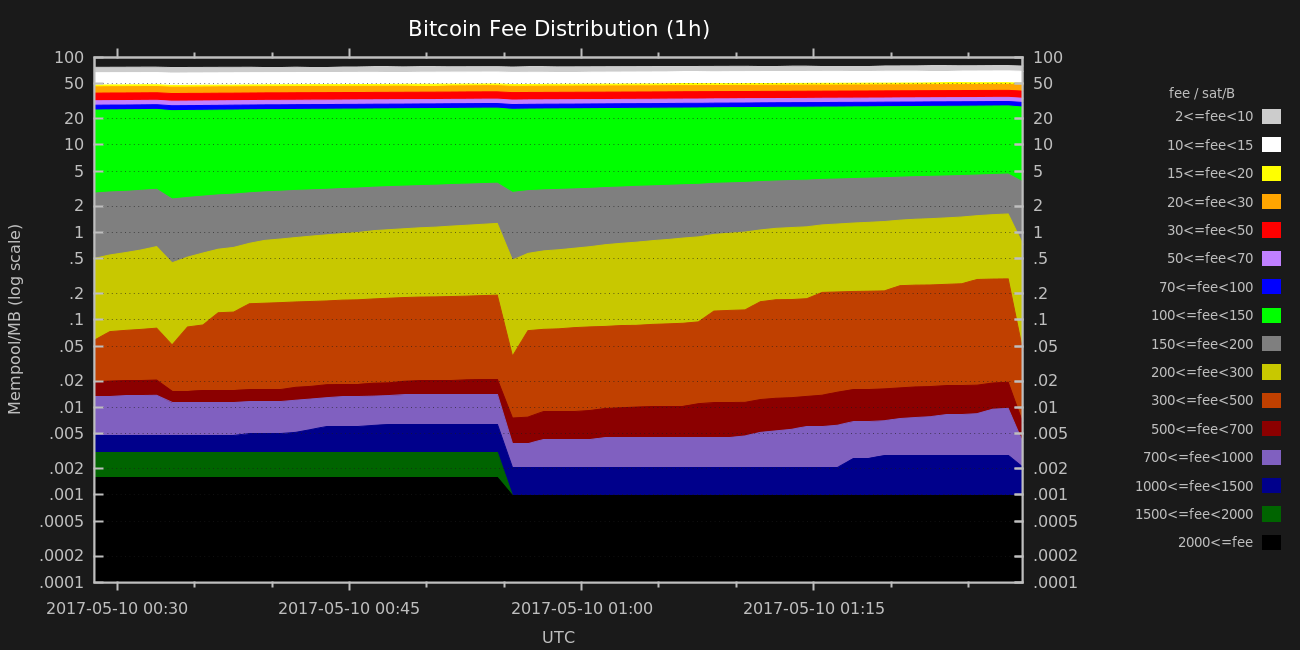 Bitcoin Fee Distribution (1h)
Mempool/MB (log scale)
100
50
20
10
5
2
1
.5
.2
.1
.05
.02
.01
.005
.002
.001
.0005
.0002
.0001
100
50
20
10
5
2
1
.5
.2
.1
.05
.02
.01
.005
.002
.001
.0005
.0002
.0001
2017-05-10 00:30
2017-05-10 00:45
2017-05-10 01:00
2017-05-10 01:15
UTC
fee / sat/B
2<=fee<10
10<=fee<15
15<=fee<20
20<=fee<30
30<=fee<50
50<=fee<70
70<=fee<100
100<=fee<150
150<=fee<200
200<=fee<300
300<=fee<500
500<=fee<700
700<=fee<1000
1000<=fee<1500
1500<=fee<2000
2000<=fee